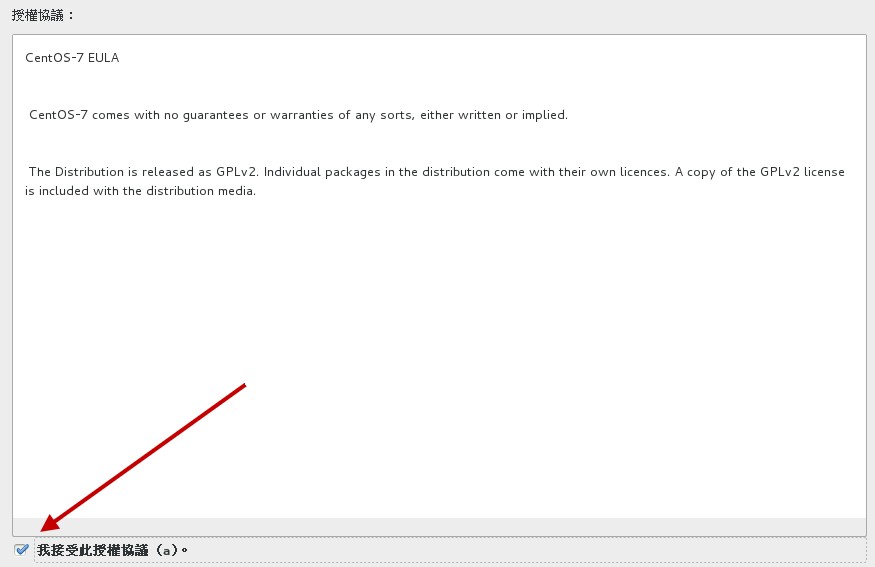 授權協議：
CentOS-7 EULA
CentOS-7 comes with no guarantees or warranties of any sorts, either written or implied.
The Distribution is released as GPLv2. Individual packages in the distribution come with their own licences. A copy of the GPLv2 license
is included with the distribution media.
我接受此授權協議（a）。